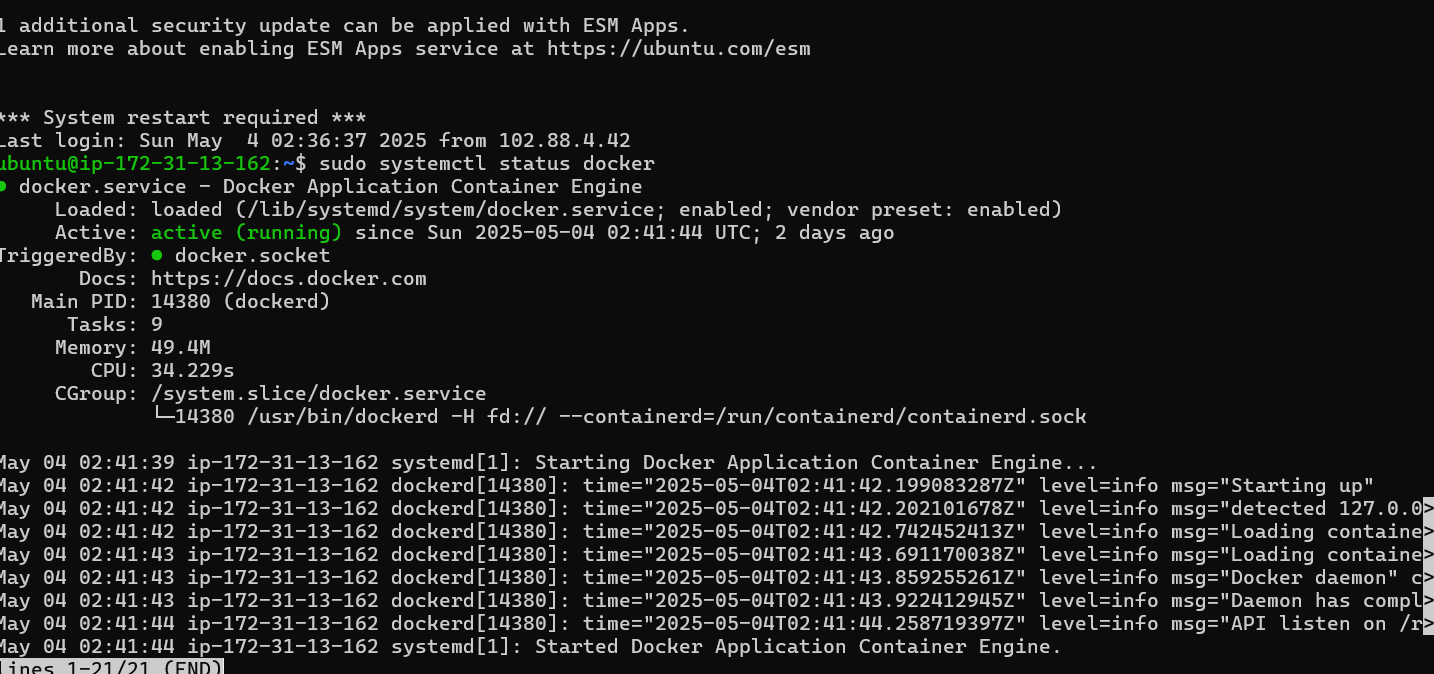 1 additional security update can be applied with ESM Apps.
Learn more about enabling ESM Apps service at https://ubuntu.com/esm
*** System restart required ***
Last login: Sun May  4 02:36:37 2025 from 102.88.4.42
ubuntu@ip-172-31-13-162:~$ sudo systemctl status docker
● docker.service - Docker Application Container Engine
     Loaded: loaded (/lib/systemd/system/docker.service; enabled; vendor preset: enabled)
     Active: active (running) since Sun 2025-05-04 02:41:44 UTC; 2 days ago
TriggeredBy: ● docker.socket
       Docs: https://docs.docker.com
   Main PID: 14380 (dockerd)
      Tasks: 9
     Memory: 49.4M
        CPU: 34.229s
     CGroup: /system.slice/docker.service
             └─14380 /usr/bin/dockerd -H fd:// --containerd=/run/containerd/containerd.sock
May 04 02:41:39 ip-172-31-13-162 systemd[1]: Starting Docker Application Container Engine...
May 04 02:41:42 ip-172-31-13-162 dockerd[14380]: time="2025-05-04T02:41:42.199083287Z" level=info msg="Starting up"
May 04 02:41:42 ip-172-31-13-162 dockerd[14380]: time="2025-05-04T02:41:42.202101678Z" level=info msg="detected 127.0.0>
May 04 02:41:42 ip-172-31-13-162 dockerd[14380]: time="2025-05-04T02:41:42.742452413Z" level=info msg="Loading containe>
May 04 02:41:43 ip-172-31-13-162 dockerd[14380]: time="2025-05-04T02:41:43.691170038Z" level=info msg="Loading containe>
May 04 02:41:43 ip-172-31-13-162 dockerd[14380]: time="2025-05-04T02:41:43.859255261Z" level=info msg="Docker daemon" c>
May 04 02:41:43 ip-172-31-13-162 dockerd[14380]: time="2025-05-04T02:41:43.922412945Z" level=info msg="Daemon has compl>
May 04 02:41:44 ip-172-31-13-162 dockerd[14380]: time="2025-05-04T02:41:44.258719397Z" level=info msg="API listen on /r>
May 04 02:41:44 ip-172-31-13-162 systemd[1]: Started Docker Application Container Engine.
lines 1-21/21 (END)